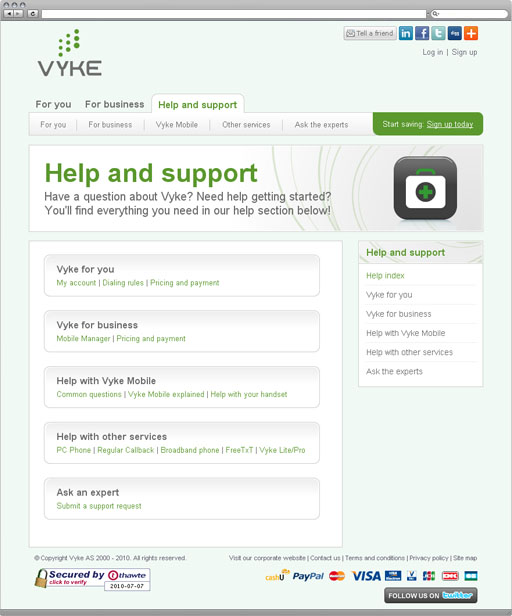 Tell a friend
VYKE
Log in | Sign up
For you For business Help and support
For you For business Vyke Mobile Other services Ask the experts
Start saving: Sign up today
Help and support
Have a question about Vyke? Need help getting started?
You'll find everything you need in our help section below!
Vyke for you
My account | Dialing rules | Pricing and payment
Vyke for business
Mobile Manager | Pricing and payment
Help with Vyke Mobile
Common questions | Vyke Mobile explained | Help with your handset
Help with other services
PC Phone | Regular Callback | Broadband phone | FreeTxT | Vyke Lite/Pro
Ask an expert
Submit a support request
Help and support
Help index
Vyke for you
Vyke for business
Help with Vyke Mobile
Help with other services
Ask the experts
© Copyright Vyke AS 2000 - 2010. All rights reserved.
Visit our corporate website | Contact us | Terms and conditions | Privacy policy | Site map
Secured by thawte
click to verify
2010-07-07
cashU PayPal VISA
FOLLOW US ON twitter